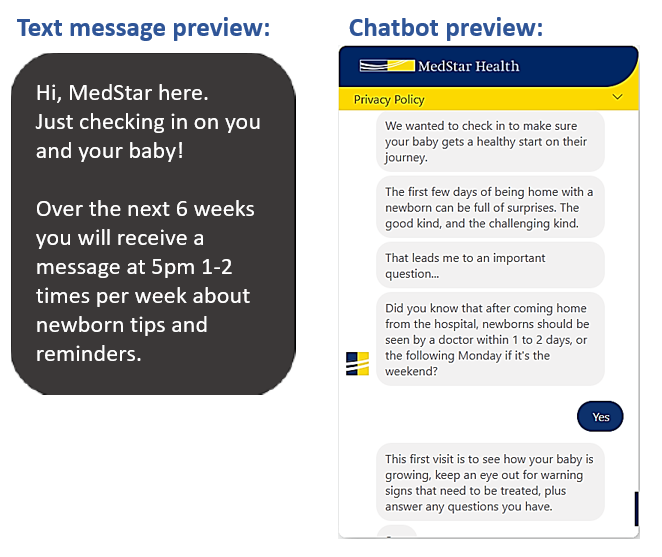 Text message preview:
Hi, MedStar here.
Just checking in on you
and your baby!
Over the next 6 weeks
you will receive a
message at 5pm 1-2
times per week about
newborn tips and
reminders.
Chatbot preview:
MedStar Health
Privacy Policy
We wanted to check in to make sure
your baby gets a healthy start on their
journey.
The first few days of being home with a
newborn can be full of surprises. The
good kind, and the challenging kind.
That leads me to an important
question...
Did you know that after coming home
from the hospital, newborns should be
seen by a doctor within 1 to 2 days, or
the following Monday if it's the
weekend?
Yes
This first visit is to see how your baby is
growing, keep an eye out for warning
signs that need to be treated, plus
answer any questions you have.